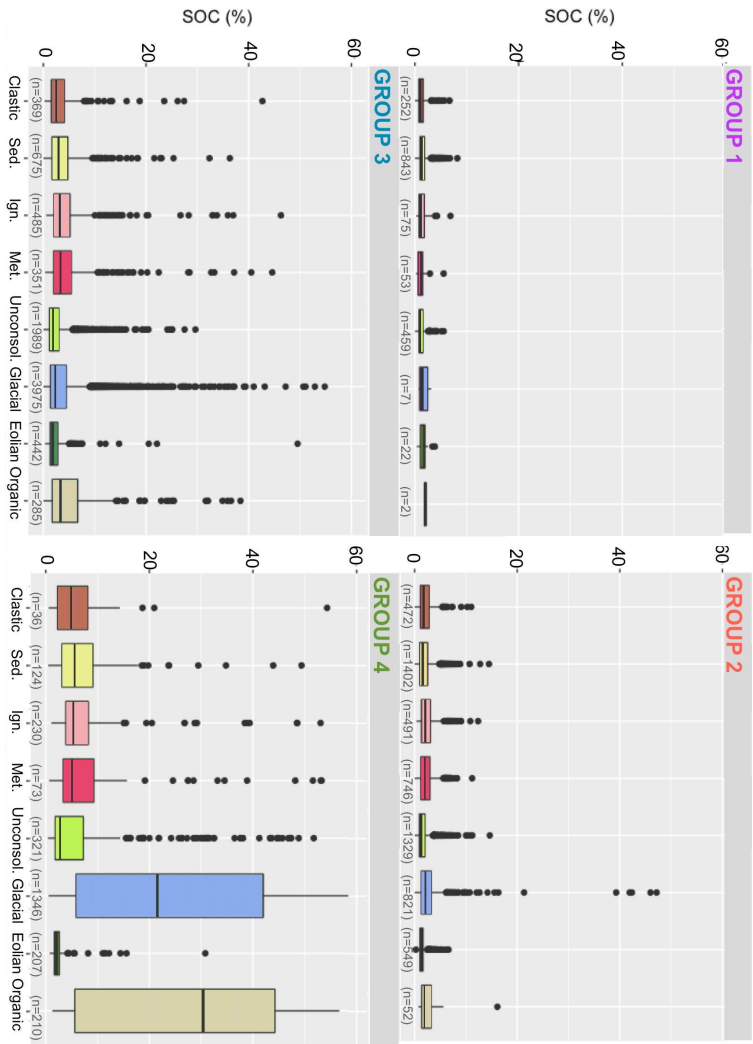 GROUP 1
SOC (%)
60
40
20
0
(n=252) (n=843) (n=75) (n=53) (n=459) (n=7) (n=22) (n=2)
GROUP 2
60
40
20
0
(n=472) (n=1402) (n=491) (n=746) (n=1329) (n=821) (n=549) (n=52)
GROUP 3
SOC (%)
60
40
20
0
(n=369) (n=675) (n=485) (n=351) (n=1989) (n=3975) (n=442) (n=285)
Clastic Sed. Ign. Met. Unconsol. Glacial Eolian Organic
GROUP 4
60
40
20
0
(n=36) (n=124) (n=230) (n=73) (n=321) (n=1346) (n=207) (n=210)
Clastic Sed. Ign. Met. Unconsol. Glacial Eolian Organic